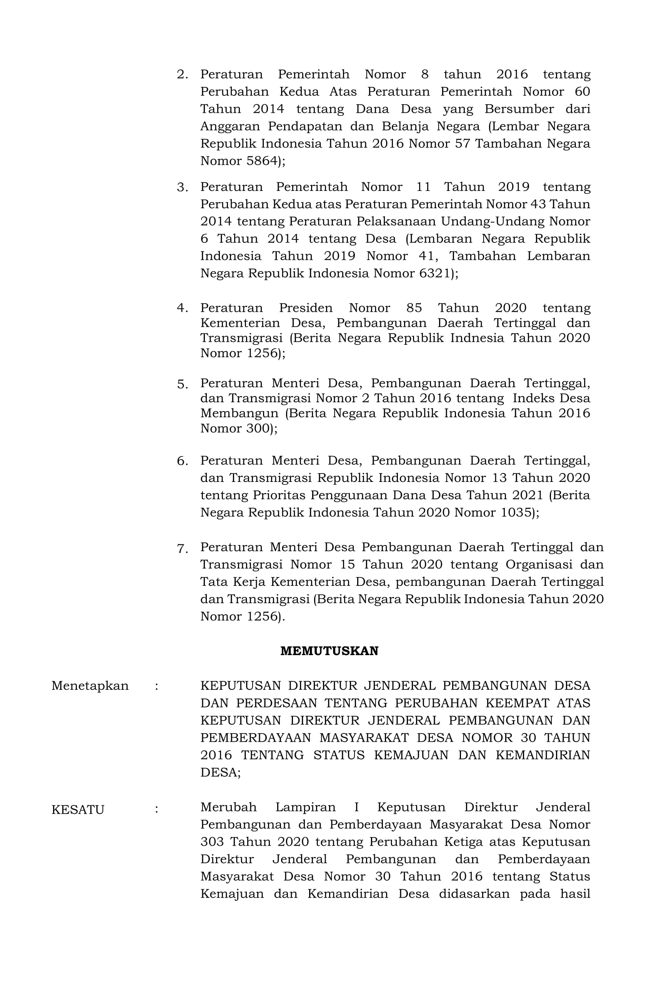 2. Peraturan Pemerintah Nomor 8 tahun 2016 tentang
Perubahan Kedua Atas Peraturan Pemerintah Nomor 60
Tahun 2014 tentang Dana Desa yang Bersumber dari
Anggaran Pendapatan dan Belanja Negara (Lembar Negara
Republik Indonesia Tahun 2016 Nomor 57 Tambahan Negara
Nomor 5864);
3. Peraturan Pemerintah Nomor 11 Tahun 2019 tentang
Perubahan Kedua atas Peraturan Pemerintah Nomor 43 Tahun
2014 tentang Peraturan Pelaksanaan Undang-Undang Nomor
6 Tahun 2014 tentang Desa (Lembaran Negara Republik
Indonesia Tahun 2019 Nomor 41, Tambahan Lembaran
Negara Republik Indonesia Nomor 6321);
4. Peraturan Presiden Nomor 85 Tahun 2020 tentang
Kementerian Desa, Pembangunan Daerah Tertinggal dan
Transmigrasi (Berita Negara Republik Indnesia Tahun 2020
Nomor 1256);
5. Peraturan Menteri Desa, Pembangunan Daerah Tertinggal,
dan Transmigrasi Nomor 2 Tahun 2016 tentang Indeks Desa
Membangun (Berita Negara Republik Indonesia Tahun 2016
Nomor 300);
6. Peraturan Menteri Desa, Pembangunan Daerah Tertinggal,
dan Transmigrasi Republik Indonesia Nomor 13 Tahun 2020
tentang Prioritas Penggunaan Dana Desa Tahun 2021 (Berita
Negara Republik Indonesia Tahun 2020 Nomor 1035);
7. Peraturan Menteri Desa Pembangunan Daerah Tertinggal dan
Transmigrasi Nomor 15 Tahun 2020 tentang Organisasi dan
Tata Kerja Kementerian Desa, pembangunan Daerah Tertinggal
dan Transmigrasi (Berita Negara Republik Indonesia Tahun 2020
Nomor 1256).
MEMUTUSKAN
Menetapkan : KEPUTUSAN DIREKTUR JENDERAL PEMBANGUNAN DESA
DAN PERDESAAN TENTANG PERUBAHAN KEEMPAT ATAS
KEPUTUSAN DIREKTUR JENDERAL PEMBANGUNAN DAN
PEMBERDAYAAN MASYARAKAT DESA NOMOR 30 TAHUN
2016 TENTANG STATUS KEMAJUAN DAN KEMANDIRIAN
DESA;
KESATU : Merubah Lampiran I Keputusan Direktur Jenderal
Pembangunan dan Pemberdayaan Masyarakat Desa Nomor
303 Tahun 2020 tentang Perubahan Ketiga atas Keputusan
Direktur Jenderal Pembangunan dan Pemberdayaan
Masyarakat Desa Nomor 30 Tahun 2016 tentang Status
Kemajuan dan Kemandirian Desa didasarkan pada hasil